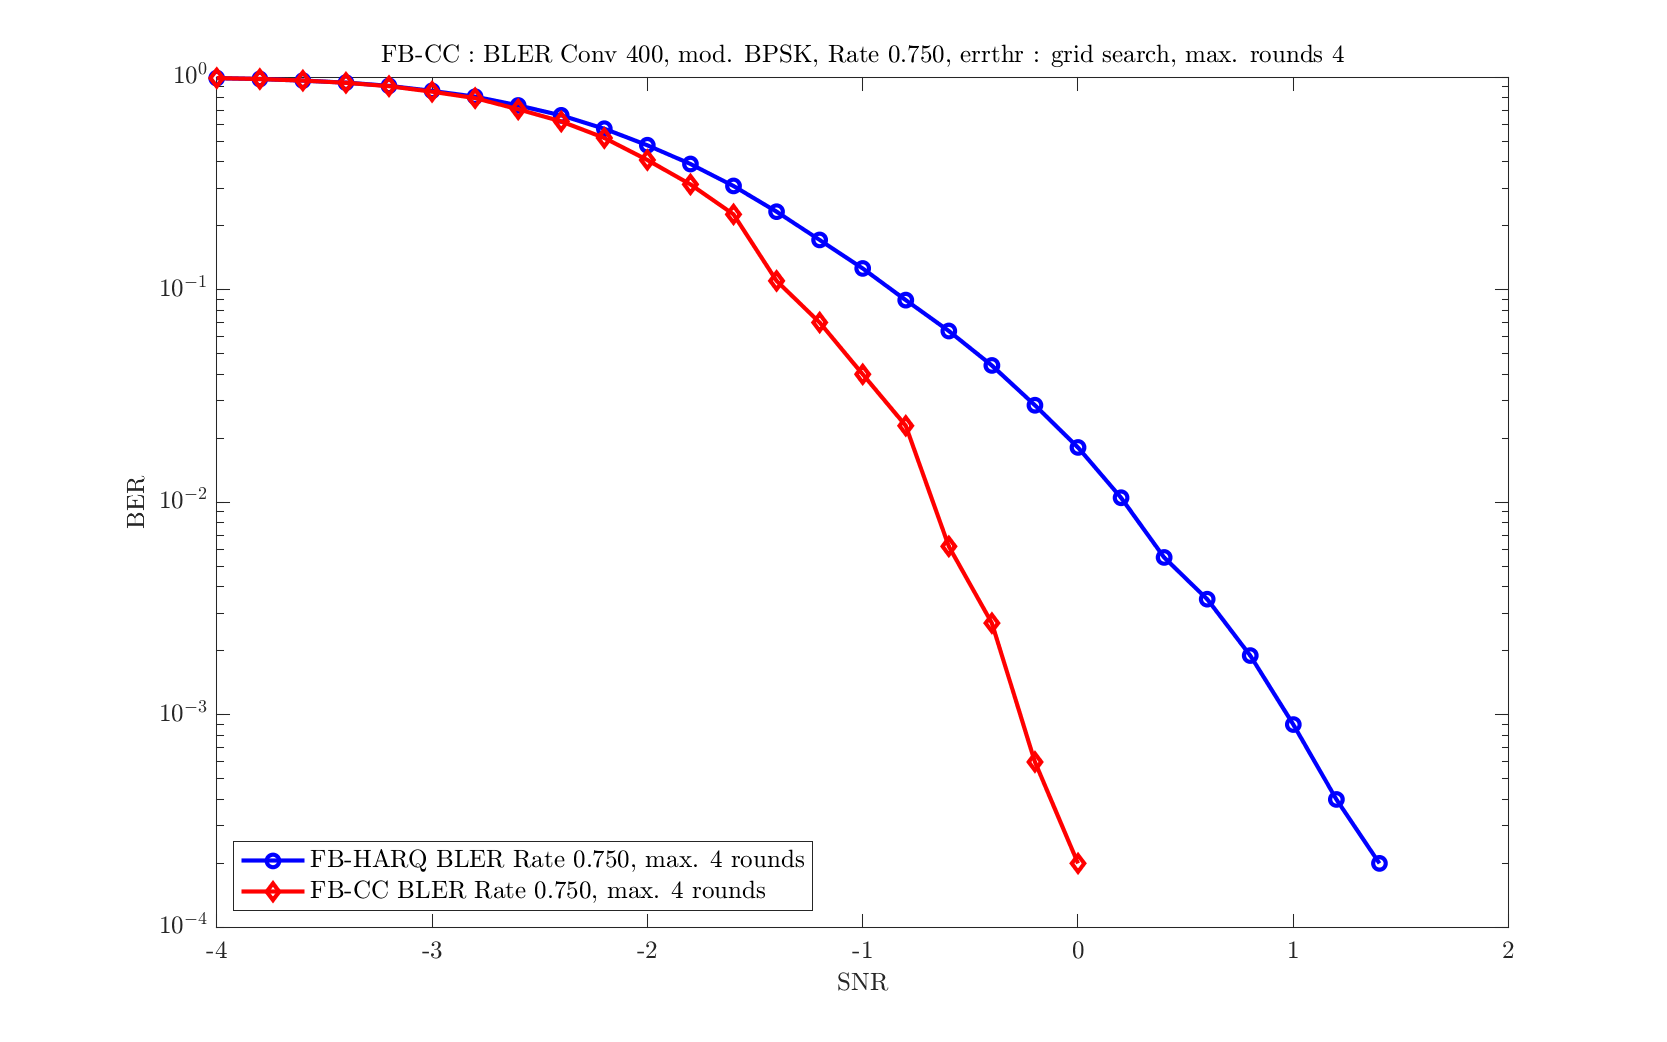 FB-CC : BLER Conv 400, mod. BPSK, Rate 0.750, errthr : grid search, max. rounds 4
10^0
10^-1
10^-2
10^-3
10^-4
BER
FB-HARQ BLER Rate 0.750, max. 4 rounds
FB-CC BLER Rate 0.750, max. 4 rounds
-4 -3 -2 -1 0 1 2
SNR